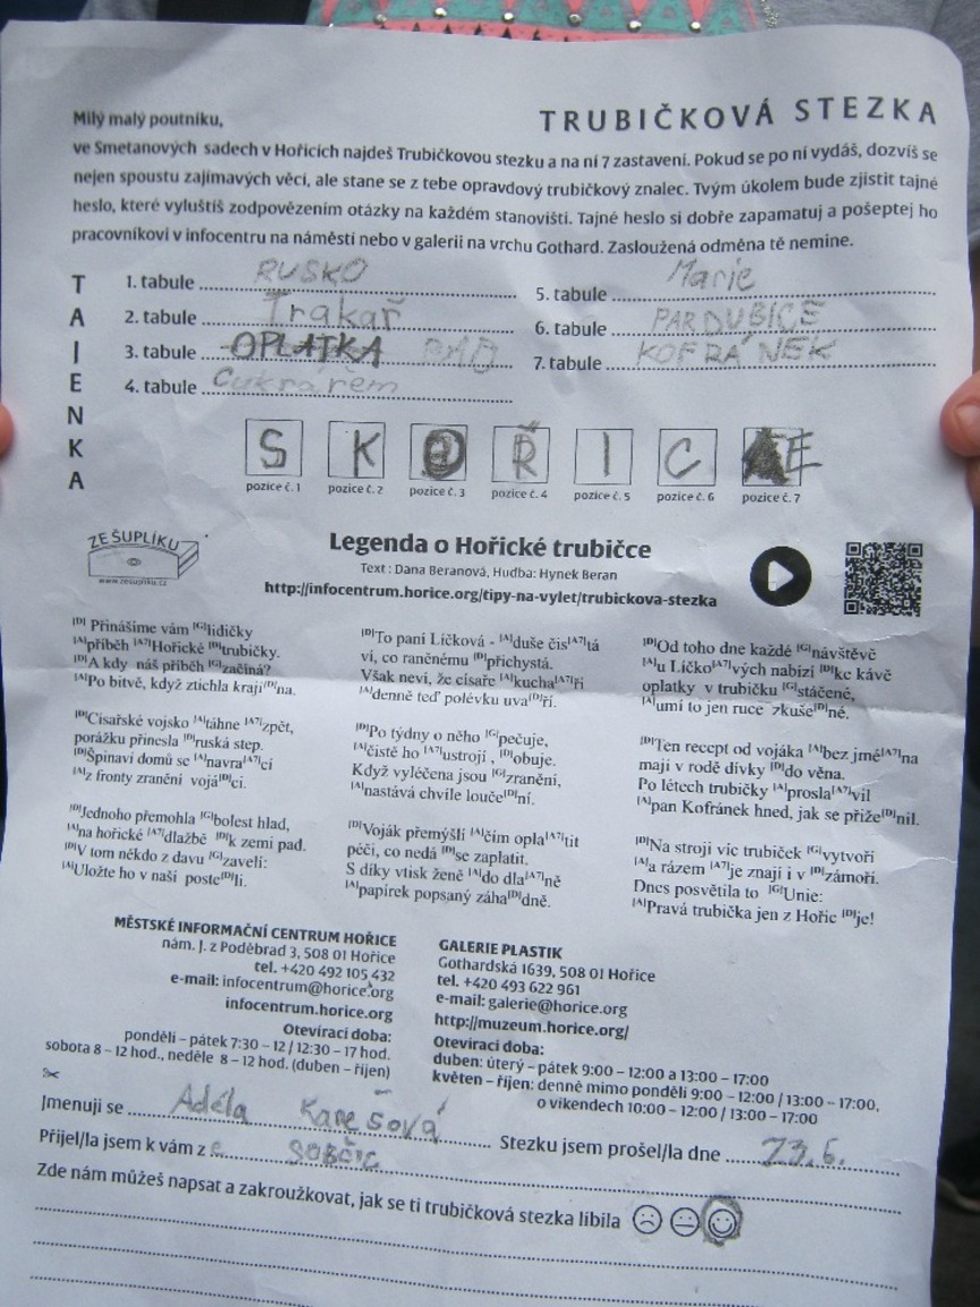 TRUBIČKOVÁ STEZKA
Milý malý poutníku,
ve Smetanových sadech v Hořicích najdeš Trubičkovou stezku a na ní 7 zastavení. Pokud se po ní vydáš, dozvíš se
nejen spoustu zajímavých věcí, ale stane se z tebe opravdový trubičkový znalec. Tvým úkolem bude zjistit tajné
heslo, které vyluštíš zodpovězením otázky na každém stanovišti. Tajné heslo si dobře zapamatuj a pošeptej ho
pracovníkovi v infocentru na náměstí nebo v galerii na vrchu Gothard. Zasloužená odměna tě nemine.
TAJENKA
1. tabule RUSKO
2. tabule Trakař
3. tabule OPLATKA PÁD
4. tabule Cukrářem
5. tabule Marie
6. tabule PARDUBICE
7. tabule KOFRÁNEK
S K O Ř I C E
pozice č. 1 pozice č. 2 pozice č. 3 pozice č. 4 pozice č. 5 pozice č. 6 pozice č. 7
ZE ŠUPLÍKU
www.zesupliku.cz
Legenda o Hořické trubičce
Text : Dana Beranová, Hudba: Hynek Beran
http://infocentrum.horice.org/tipy-na-vylet/trubickova-stezka
[D] Přinášíme vám [G]lidičky
[A]příběh [A7]Hořické [D]trubičky.
[D]A kdy náš příběh [G]začíná?
[A]Po bitvě, když ztichla kraji[D]na.
[D]Císařské vojsko [A]táhne [A7]zpět,
porážku přinesla [D]ruská step.
[D]Špinaví domů se [A]navra[A7]cí
[A]z fronty zranění vojá[D]ci.
[D]Jednoho přemohla [G]bolest hlad,
[A]na hořické [A7]dlažbě [D]k zemi pad.
[D]V tom někdo z davu [G]zavelí:
[A]Uložte ho v naší poste[D]li.
[D]To paní Líčková - [A]duše čis[A7]tá
ví, co raněnému [D]přichystá.
Však neví, že císaře [A]kucha[A7]ři
[A]denně teď polévku uva[D]ří.
[D]Po týdny o něho [G]pečuje,
[A]čistě ho [A7]ustrojí , [D]obuje.
Když vyléčena jsou [G]zranění,
[A]nastává chvíle louče[D]ní.
[D]Voják přemýšlí [A]čím opla[A7]tit
péči, co nedá [D]se zaplatit.
S díky vtisk ženě [A]do dla[A7]ně
[A]papírek popsaný záha[D]dně.
[D]Od toho dne každé [G]návštěvě
[A]u Líčko[A7]vých nabízí [D]ke kávě
oplatky v trubičku [G]stáčené,
[A]umí to jen ruce zkuše[D]né.
[D]Ten recept od vojáka [A]bez jmé[A7]na
mají v rodě dívky [D]do věna.
Po létech trubičky [A]prosla[A7]vil
[A]pan Kofránek hned, jak se přiže[D]nil.
[D]Na stroji víc trubiček [G]vytvoří
[A]a rázem [A7]je znají i v [D]zámoří.
Dnes posvětila to [G]Unie:
[A]Pravá trubička jen z Hořic [D]je!
MĚSTSKÉ INFORMAČNÍ CENTRUM HOŘICE
nám. J. z Poděbrad 3, 508 01 Hořice
tel. +420 492 105 432
e-mail: infocentrum@horice.org
infocentrum.horice.org
Otevírací doba:
pondělí – pátek 7:30 – 12 / 12:30 – 17 hod.
sobota 8 – 12 hod., neděle 8 – 12 hod. (duben – říjen)
GALERIE PLASTIK
Gothardská 1639, 508 01 Hořice
tel. +420 493 622 961
e-mail: galerie@horice.org
http://muzeum.horice.org/
Otevírací doba:
duben: úterý – pátek 9:00 – 12:00 a 13:00 – 17:00
květen – říjen: denně mimo pondělí 9:00 – 12:00 / 13:00 – 17:00,
o víkendech 10:00 – 12:00 / 13:00 – 17:00
Jmenuji se Adéla Karešová Stezku jsem prošel/la dne 23.6.
Přijel/la jsem k vám z e Sobčic
Zde nám můžeš napsat a zakroužkovat, jak se ti trubičková stezka líbila